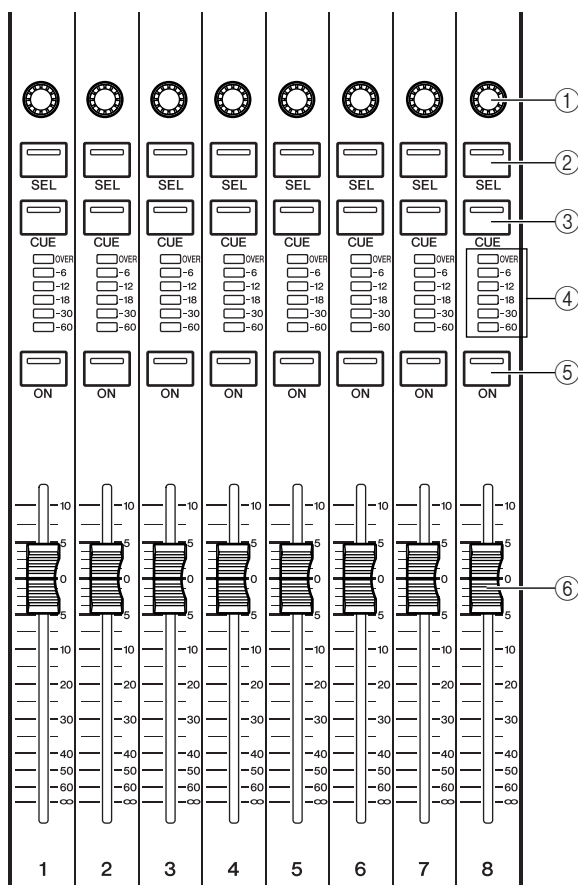 ①
SEL SEL SEL SEL SEL SEL SEL SEL
②
CUE CUE CUE CUE CUE CUE CUE CUE
③
OVER OVER OVER OVER OVER OVER OVER OVER
-6 -6 -6 -6 -6 -6 -6 -6
-12 -12 -12 -12 -12 -12 -12 -12
④
-18 -18 -18 -18 -18 -18 -18 -18
-30 -30 -30 -30 -30 -30 -30 -30
-60 -60 -60 -60 -60 -60 -60 -60
⑤
ON ON ON ON ON ON ON ON
10 10 10 10 10 10 10 10
5 5 5 5 5 5 5 5
0 0 0 0 0 0 0 0
⑥
5 5 5 5 5 5 5 5
10 10 10 10 10 10 10 10
20 20 20 20 20 20 20 20
30 30 30 30 30 30 30 30
40 40 40 40 40 40 40 40
50 50 50 50 50 50 50 50
60 60 60 60 60 60 60 60
∞ ∞ ∞ ∞ ∞ ∞ ∞ ∞
1 2 3 4 5 6 7 8